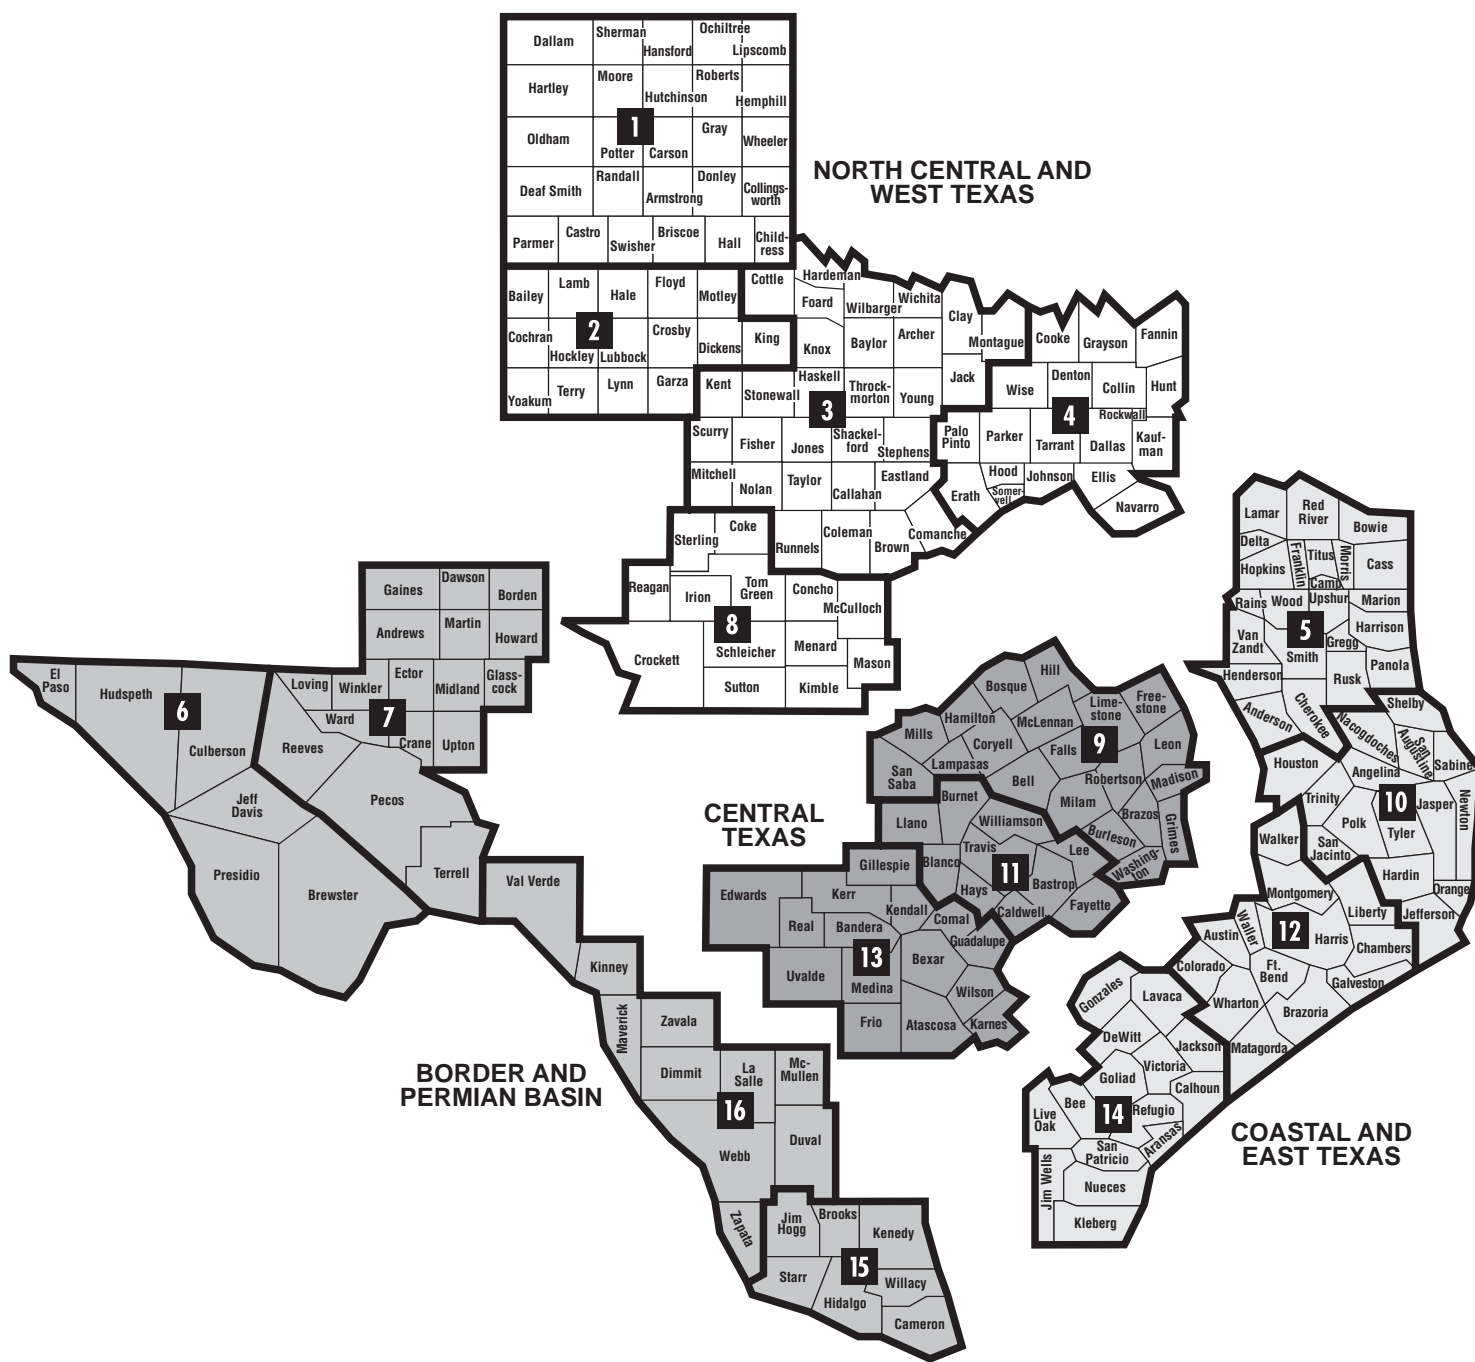 Dallam
Sherman
Hansford
Ochiltree
Lipscomb
Hartley
Moore
Hutchinson
Roberts
Hemphill
Oldham
1
Potter
Carson
Gray
Wheeler
Deaf Smith
Randall
Armstrong
Donley
Collings-
worth
Parmer
Castro
Swisher
Briscoe
Hall
Child-
ress
NORTH CENTRAL AND
WEST TEXAS
Bailey
Lamb
Hale
Floyd
Motley
Cochran
2
Hockley
Lubbock
Crosby
Dickens
King
Yoakum
Terry
Lynn
Garza
Cottle
Hardeman
Foard
Wilbarger
Wichita
Clay
Montague
Knox
Baylor
Archer
Jack
Kent
Stonewall
Haskell
Throck-
morton
Young
3
Scurry
Fisher
Jones
Shackel-
ford
Stephens
Mitchell
Nolan
Taylor
Callahan
Eastland
Runnels
Coleman
Brown
Comanche
Cooke
Grayson
Fannin
Wise
Denton
Collin
Hunt
4
Rockwall
Palo
Pinto
Parker
Tarrant
Dallas
Kauf-
man
Erath
Hood
Somer-
vell
Johnson
Ellis
Navarro
Sterling
Coke
Reagan
Irion
Tom
Green
Concho
McCulloch
8
Crockett
Schleicher
Menard
Mason
Sutton
Kimble
Lamar
Red
River
Bowie
Delta
Hopkins
Franklin
Titus
Morris
Cass
Camp
Rains
Wood
Upshur
Marion
5
Van
Zandt
Smith
Gregg
Harrison
Henderson
Rusk
Panola
Anderson
Cherokee
Gaines
Dawson
Borden
Andrews
Martin
Howard
Loving
Winkler
Ector
Midland
Glass-
cock
7
Ward
Reeves
Crane
Upton
Pecos
Terrell
El
Paso
Hudspeth
6
Culberson
Jeff
Davis
Presidio
Brewster
Bosque
Hill
Hamilton
McLennan
Lime-
stone
Free-
stone
Mills
Coryell
Falls
9
Leon
Lampasas
San
Saba
Bell
Robertson
Madison
Milam
Brazos
Burleson
Grimes
Washing-
ton
CENTRAL
TEXAS
Burnet
Llano
Williamson
Blanco
Travis
Lee
11
Hays
Bastrop
Caldwell
Fayette
Gillespie
Edwards
Kerr
Real
Bandera
Kendall
Comal
Guadalupe
13
Uvalde
Medina
Bexar
Wilson
Frio
Atascosa
Karnes
Shelby
Nacogdoches
San
Augustine
Sabine
Houston
Angelina
Trinity
10
Jasper
Newton
Polk
Tyler
San
Jacinto
Hardin
Orange
Jefferson
Walker
Montgomery
Liberty
Waller
12
Harris
Chambers
Austin
Colorado
Ft.
Bend
Galveston
Wharton
Brazoria
Matagorda
Gonzales
Lavaca
DeWitt
Jackson
Victoria
Goliad
Calhoun
Bee
14
Refugio
Live
Oak
Aransas
San
Patricio
Jim Wells
Nueces
Kleberg
COASTAL AND
EAST TEXAS
Val Verde
Kinney
Maverick
Zavala
Dimmit
La
Salle
Mc-
Mullen
16
Webb
Duval
Zapata
BORDER AND
PERMIAN BASIN
Jim
Hogg
Brooks
Kenedy
15
Starr
Willacy
Hidalgo
Cameron